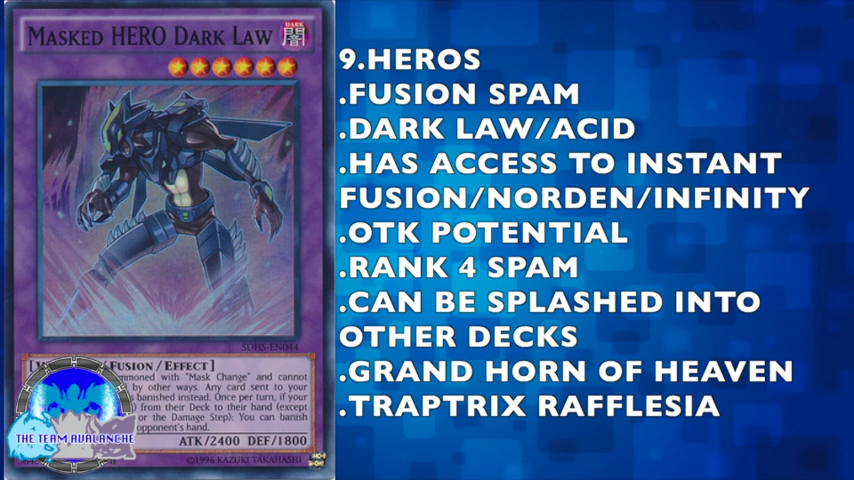 MASKED HERO DARK LAW
DARK
闇
SDHS-EN044
/FUSION/EFFECT]
mmoned with "Mask Change" and cannot
by other ways. Any card sent to your
banished instead. Once per turn, if your
from their Deck to their hand (except
or the Damage Step): You can banish
opponent's hand.
ATK/2400 DEF/1800
©1996 KAZUKI TAKAHASHI
THE TEAM AVALANCHE
9.HEROS
.FUSION SPAM
.DARK LAW/ACID
.HAS ACCESS TO INSTANT
FUSION/NORDEN/INFINITY
.OTK POTENTIAL
.RANK 4 SPAM
.CAN BE SPLASHED INTO
OTHER DECKS
.GRAND HORN OF HEAVEN
.TRAPTRIX RAFFLESIA